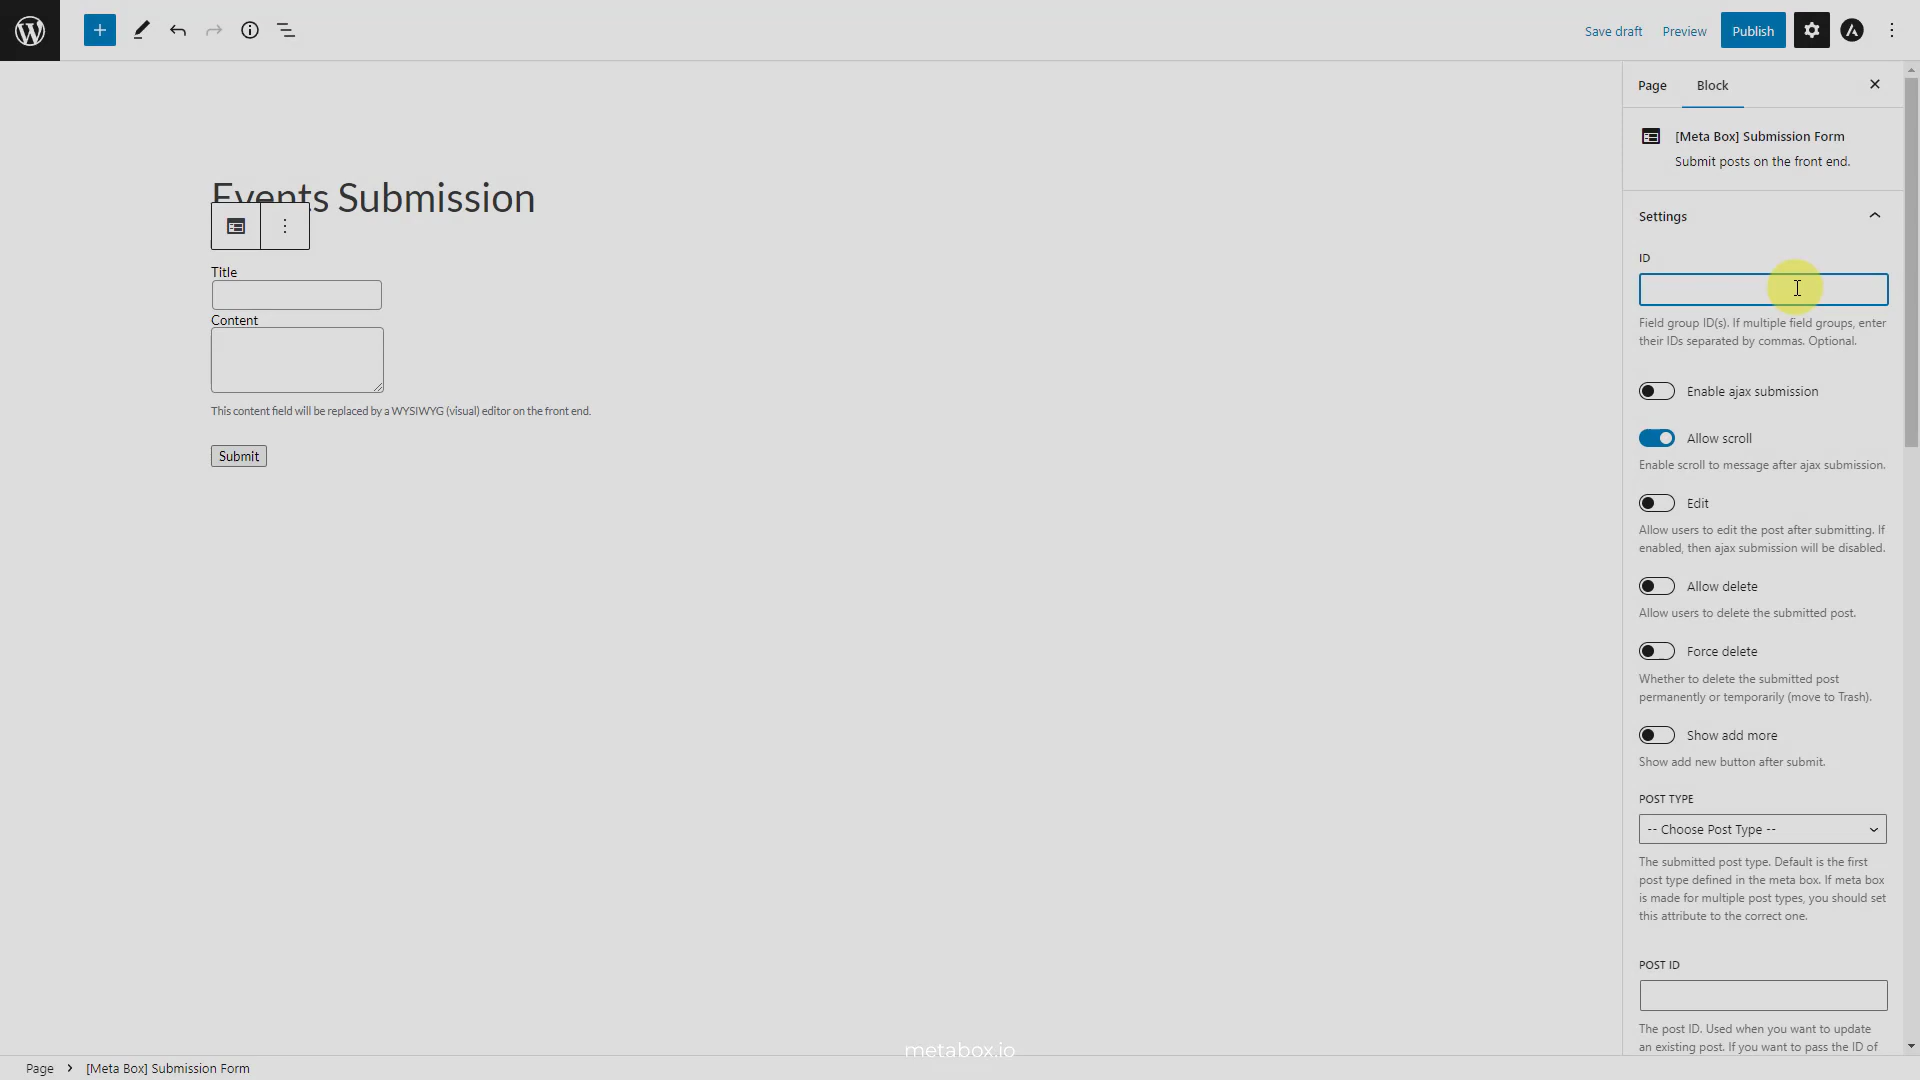 Save draft
Preview
Publish
Page
Block
[Meta Box] Submission Form
Submit posts on the front end.
Events Submission
Title
Content
This content field will be replaced by a WYSIWYG (visual) editor on the front end.
Submit
Settings
ID
Field group ID(s). If multiple field groups, enter
their IDs separated by commas. Optional.
Enable ajax submission
Allow scroll
Enable scroll to message after ajax submission.
Edit
Allow users to edit the post after submitting. If
enabled, then ajax submission will be disabled.
Allow delete
Allow users to delete the submitted post.
Force delete
Whether to delete the submitted post
permanently or temporarily (move to Trash).
Show add more
Show add new button after submit.
POST TYPE
-- Choose Post Type --
The submitted post type. Default is the first
post type defined in the meta box. If meta box
is made for multiple post types, you should set
this attribute to the correct one.
POST ID
The post ID. Used when you want to update
an existing post. If you want to pass the ID of
metabox.io
Page
[Meta Box] Submission Form